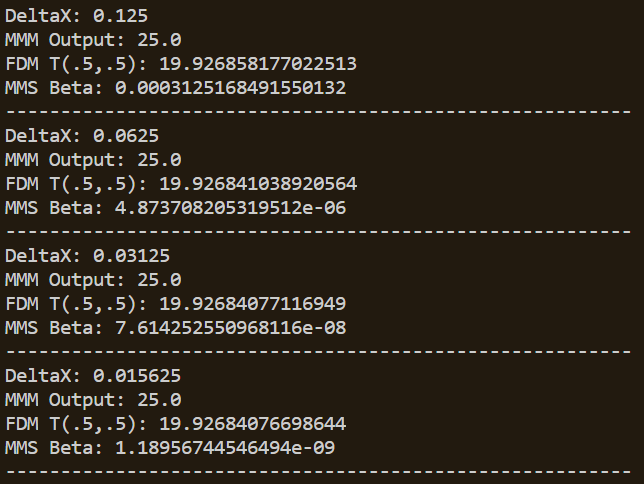 DeltaX: 0.125
MMM Output: 25.0
FDM T(.5,.5): 19.926858177022513
MMS Beta: 0.0003125168491550132
---------------------------------------------------------
DeltaX: 0.0625
MMM Output: 25.0
FDM T(.5,.5): 19.926841038920564
MMS Beta: 4.873708205319512e-06
---------------------------------------------------------
DeltaX: 0.03125
MMM Output: 25.0
FDM T(.5,.5): 19.92684077116949
MMS Beta: 7.614252550968116e-08
---------------------------------------------------------
DeltaX: 0.015625
MMM Output: 25.0
FDM T(.5,.5): 19.92684076698644
MMS Beta: 1.18956744546494e-09
---------------------------------------------------------